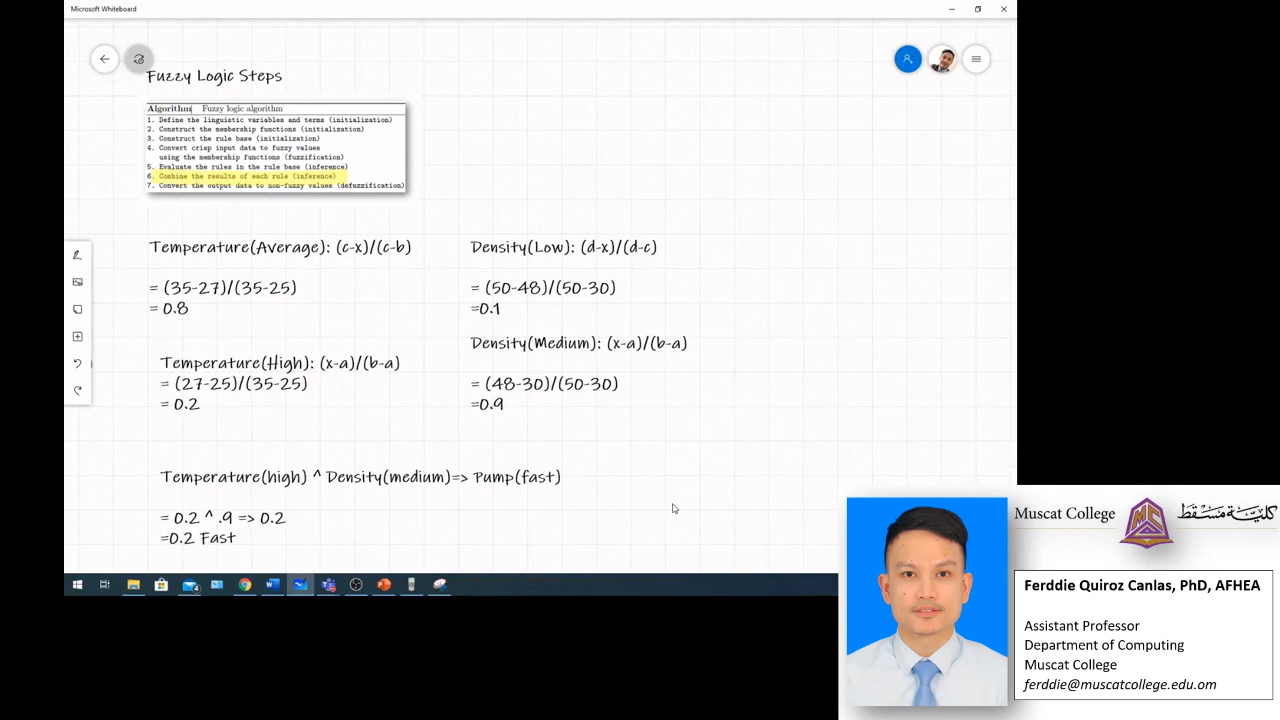 Microsoft Whiteboard
Fuzzy Logic Steps
Algorithm Fuzzy logic algorithm
1. Define the linguistic variables and terms (initialization)
2. Construct the membership functions (initialization)
3. Construct the rule base (initialization)
4. Convert crisp input data to fuzzy values
using the membership functions (fuzzification)
5. Evaluate the rules in the rule base (inference)
6. Combine the results of each rule (inference)
7. Convert the output data to non-fuzzy values (defuzzification)
Temperature(Average): (c-x)/(c-b)
= (35-27)/(35-25)
= 0.8
Temperature(High): (x-a)/(b-a)
= (27-25)/(35-25)
= 0.2
Density(Low): (d-x)/(d-c)
= (50-48)/(50-30)
=0.1
Density(Medium): (x-a)/(b-a)
= (48-30)/(50-30)
=0.9
Temperature(high) ^ Density(medium)=> Pump(fast)
= 0.2 ^ .9 => 0.2
=0.2 Fast
Muscat College
كلية مسقط
Ferddie Quiroz Canlas, PhD, AFHEA
Assistant Professor
Department of Computing
Muscat College
ferddie@muscatcollege.edu.om